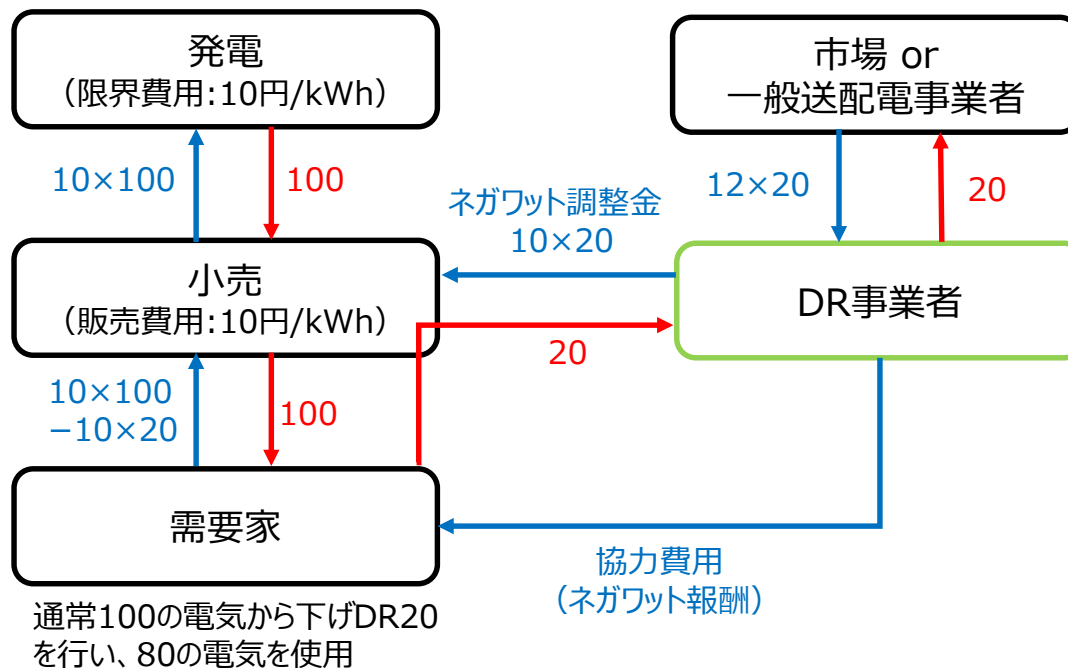 発電
（限界費用:10円/kWh）
市場 or
一般送配電事業者
10×100
100
12×20
20
ネガワット調整金
10×20
小売
（販売費用:10円/kWh）
DR事業者
20
10×100
−10×20
100
需要家
協力費用
（ネガワット報酬）
通常100の電気から下げDR20
を行い、80の電気を使用